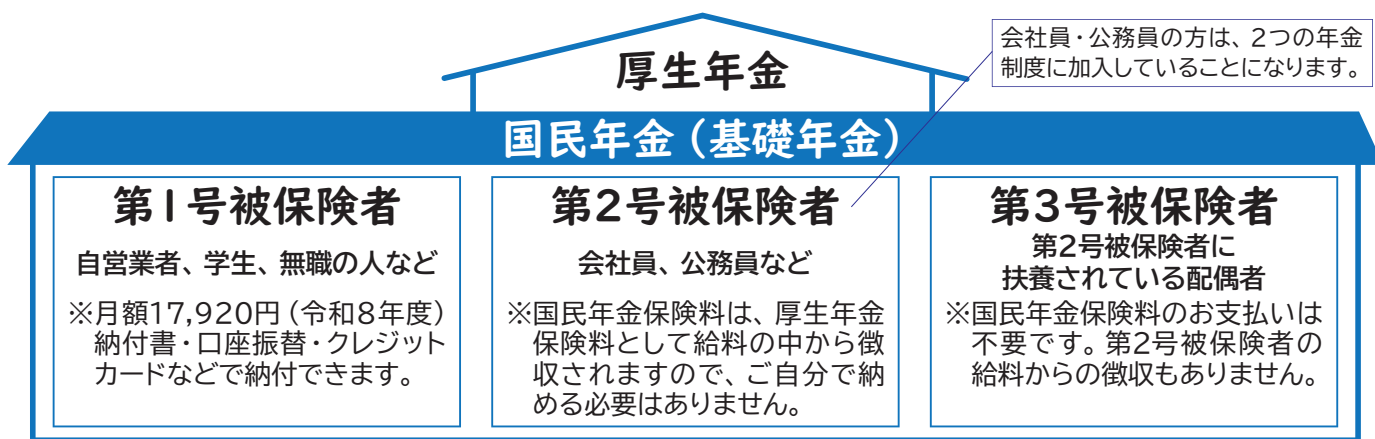 厚生年金
会社員・公務員の方は、2つの年金
制度に加入していることになります。
国民年金（基礎年金）
第1号被保険者
自営業者、学生、無職の人など
※月額17,920円（令和8年度）
納付書・口座振替・クレジット
カードなどで納付できます。
第2号被保険者
会社員、公務員など
※国民年金保険料は、厚生年金
保険料として給料の中から徴
収されますので、ご自分で納
める必要はありません。
第3号被保険者
第2号被保険者に
扶養されている配偶者
※国民年金保険料のお支払いは
不要です。第2号被保険者の
給料からの徴収もありません。